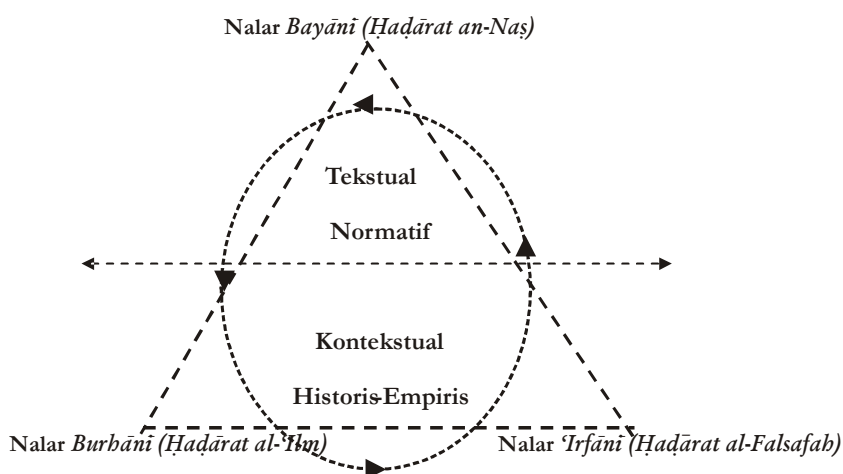 Nalar Bayānī (Ḥaḍārat an-Naṣ)
Tekstual
Normatif
Kontekstual
Historis-Empiris
Nalar Burhānī (Ḥaḍārat al-‘Ilm)
Nalar ‘Irfānī (Ḥaḍārat al-Falsafah)